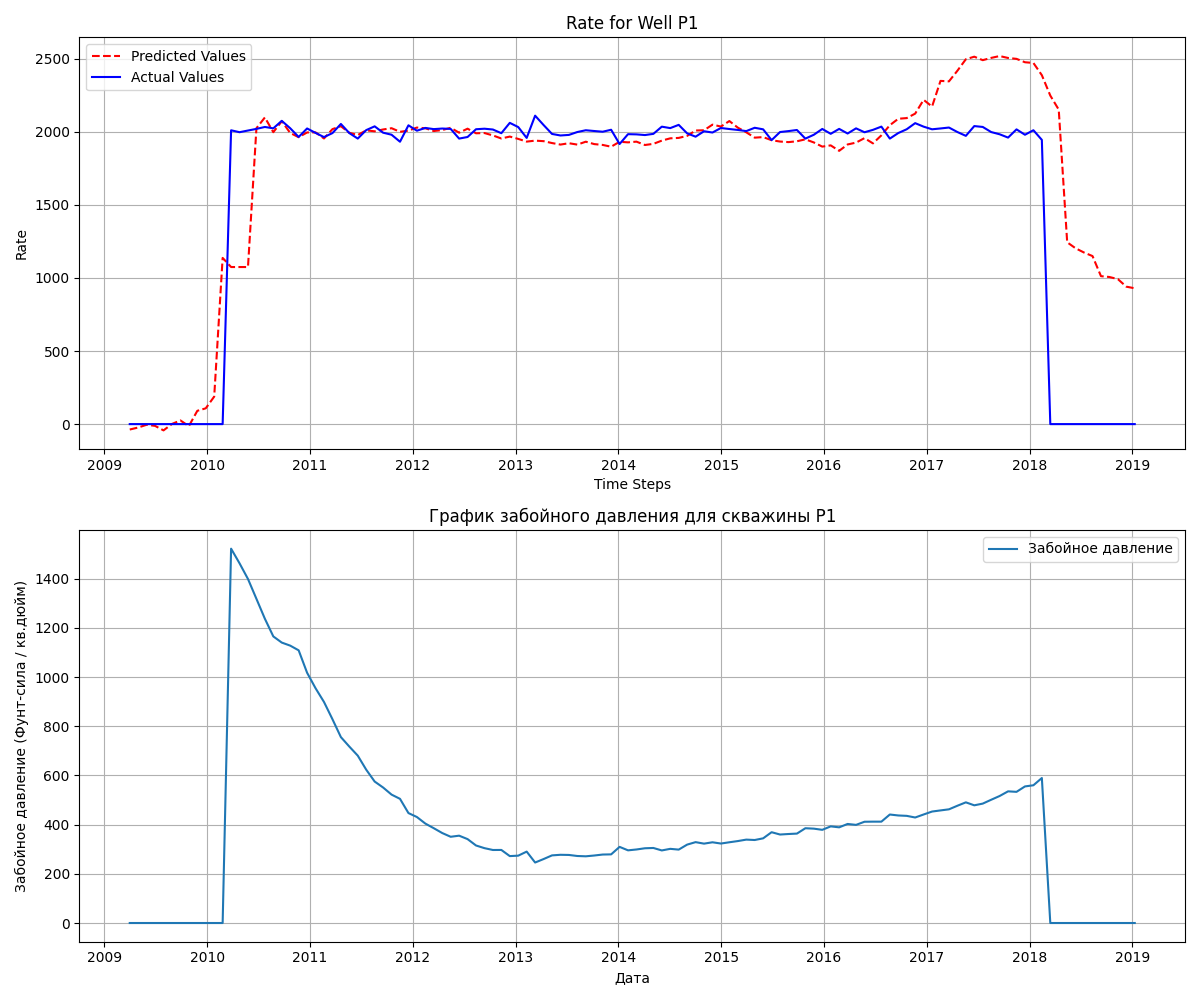 Rate for Well P1
Predicted Values
Actual Values
2500
2000
1500
1000
500
0
Rate
2009 2010 2011 2012 2013 2014 2015 2016 2017 2018 2019
Time Steps
График забойного давления для скважины P1
Забойное давление
1400
1200
1000
800
600
400
200
0
Забойное давление (Фунт-сила / кв.дюйм)
2009 2010 2011 2012 2013 2014 2015 2016 2017 2018 2019
Дата